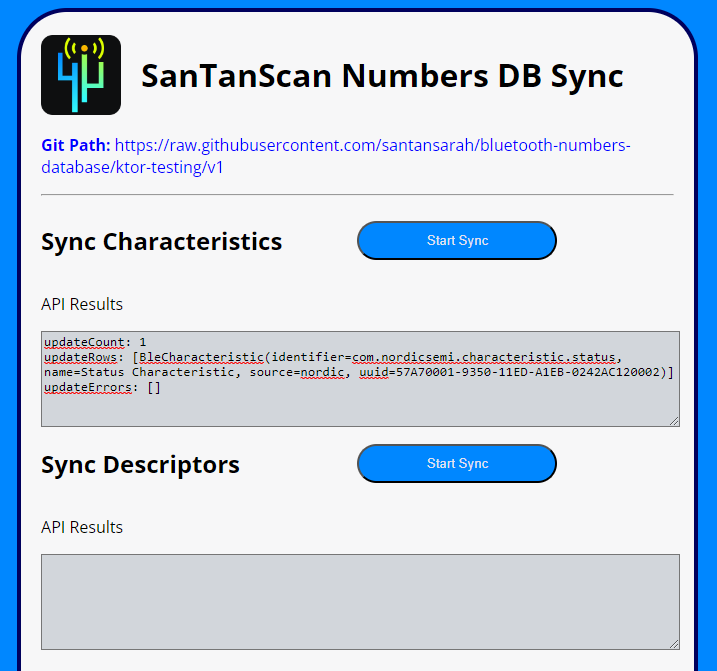 SanTanScan Numbers DB Sync
Git Path: https://raw.githubusercontent.com/santansarah/bluetooth-numbers-
database/ktor-testing/v1
Sync Characteristics
Start Sync
API Results
updateCount: 1
updateRows: [BleCharacteristic(identifier=com.nordicsemi.characteristic.status,
name=Status Characteristic, source=nordic, uuid=57A70001-9350-11ED-A1EB-0242AC120002)]
updateErrors: []
Sync Descriptors
Start Sync
API Results